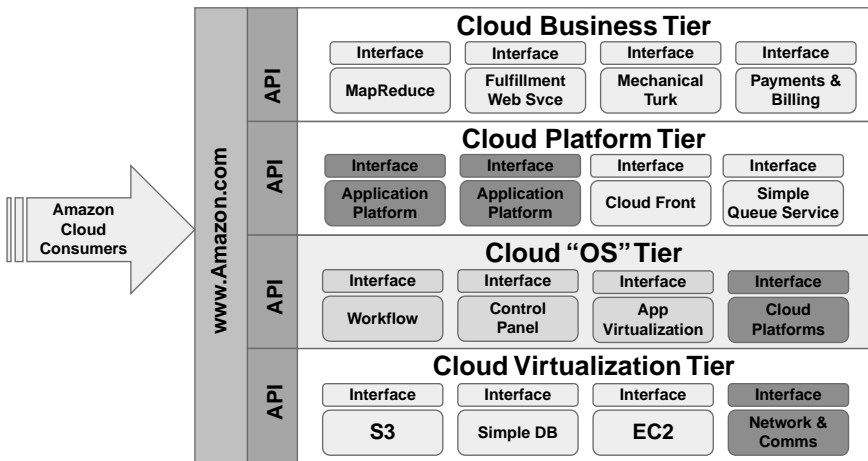 Cloud Business Tier
Interface Interface Interface Interface
MapReduce
Fulfillment
Web Svce
Mechanical
Turk
Payments &
Billing
API
Cloud Platform Tier
Interface Interface Interface Interface
Application
Platform
Application
Platform
Cloud Front
Simple
Queue Service
API
Amazon
Cloud
Consumers
www.Amazon.com
Cloud “OS” Tier
Interface Interface Interface Interface
Workflow
Control
Panel
App
Virtualization
Cloud
Platforms
API
Cloud Virtualization Tier
Interface Interface Interface Interface
S3
Simple DB
EC2
Network &
Comms
API